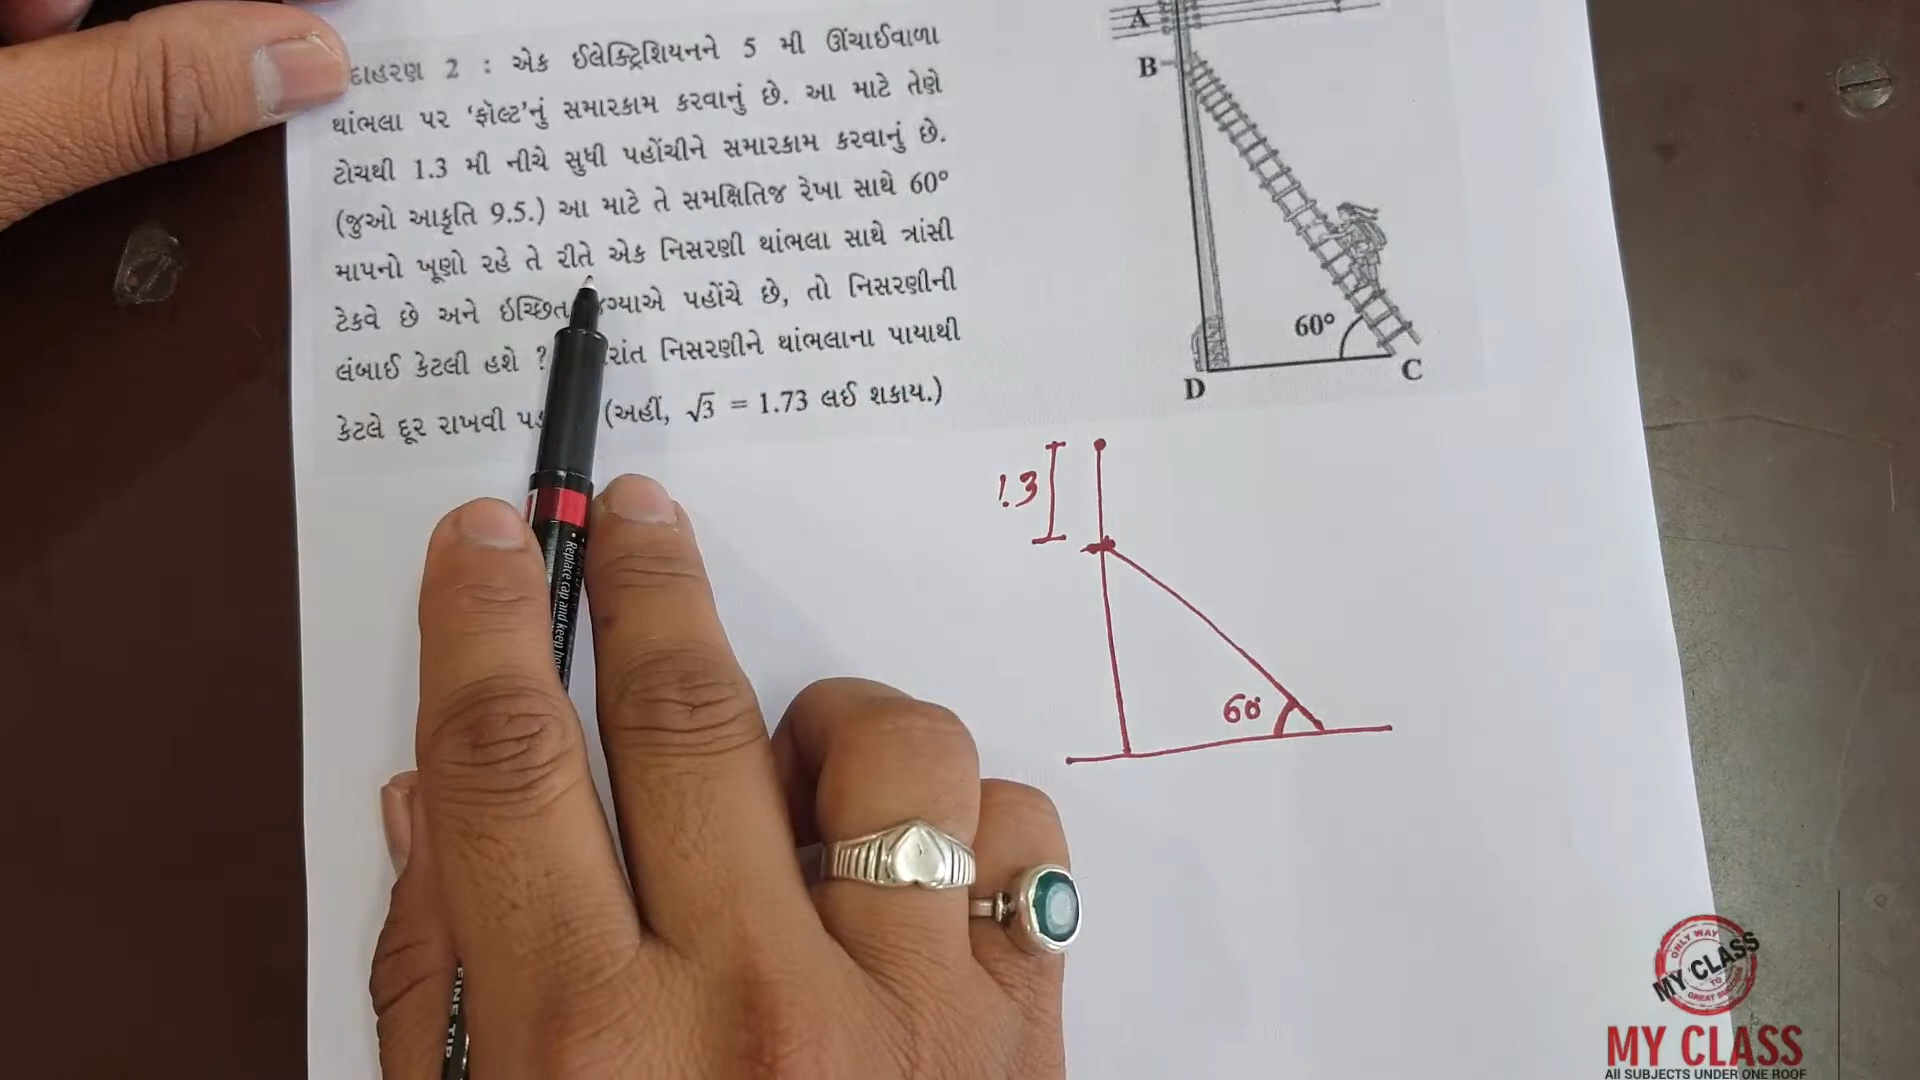 દાહરણ 2 : એક ઈલેક્ટ્રિશિયનને 5 મી ઊંચાઈવાળા
થાંભલા પર ‘ફૉલ્ટ’નું સમારકામ કરવાનું છે. આ માટે તેણે
ટોચથી 1.3 મી નીચે સુધી પહોંચીને સમારકામ કરવાનું છે.
(જુઓ આકૃતિ 9.5.) આ માટે તે સમક્ષિતિજ રેખા સાથે 60°
માપનો ખૂણો રહે તે રીતે એક નિસરણી થાંભલા સાથે ત્રાંસી
ટેકવે છે અને ઇચ્છિત જગ્યાએ પહોંચે છે, તો નિસરણીની
લંબાઈ કેટલી હશે ? રાંત નિસરણીને થાંભલાના પાયાથી
કેટલે દૂર રાખવી (અહીં, √3 = 1.73 લઈ શકાય.)
A
B
60°
D
C
1.3
60°
Replace cap and keep
FINE TIP
ONLY WAY
MY CLASS
TO
GREAT SUCCESS
MY CLASS
All SUBJECTS UNDER ONE ROOF